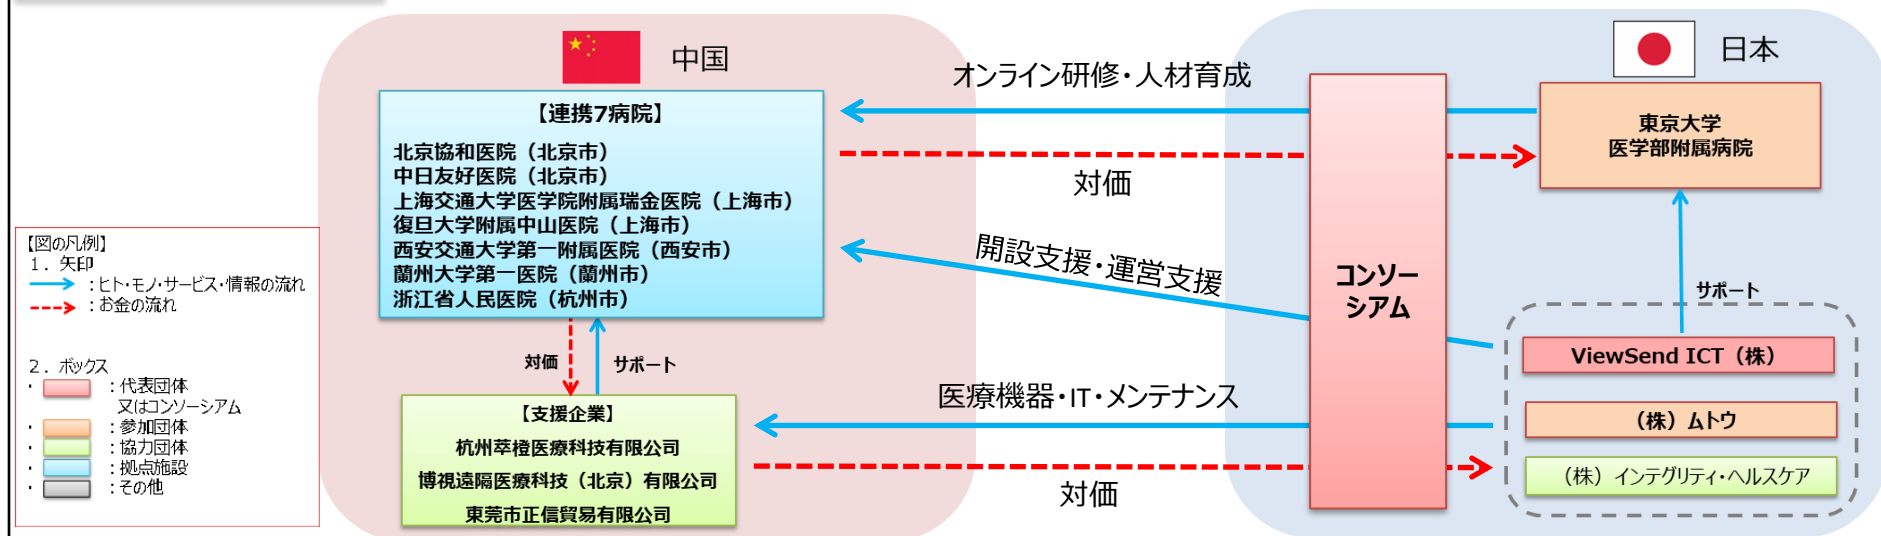 中国
日本
【連携7病院】
北京協和医院（北京市）
中日友好医院（北京市）
上海交通大学医学院附属瑞金医院（上海市）
復旦大学附属中山医院（上海市）
西安交通大学第一附属医院（西安市）
蘭州大学第一医院（蘭州市）
浙江省人民医院（杭州市）
オンライン研修・人材育成
対価
開設支援・運営支援
医療機器・IT・メンテナンス
対価
コンソー
シアム
東京大学
医学部附属病院
サポート
ViewSend ICT（株）
（株）ムトウ
（株）インテグリティ・ヘルスケア
対価
サポート
【支援企業】
杭州萃橙医療科技有限公司
博視遠隔医療科技（北京）有限公司
東莞市正信貿易有限公司
【図の凡例】
1．矢印
：ヒト・モノ・サービス・情報の流れ
：お金の流れ
2．ボックス
・ ：代表団体
又はコンソーシアム
・ ：参加団体
・ ：協力団体
・ ：拠点施設
・ ：その他